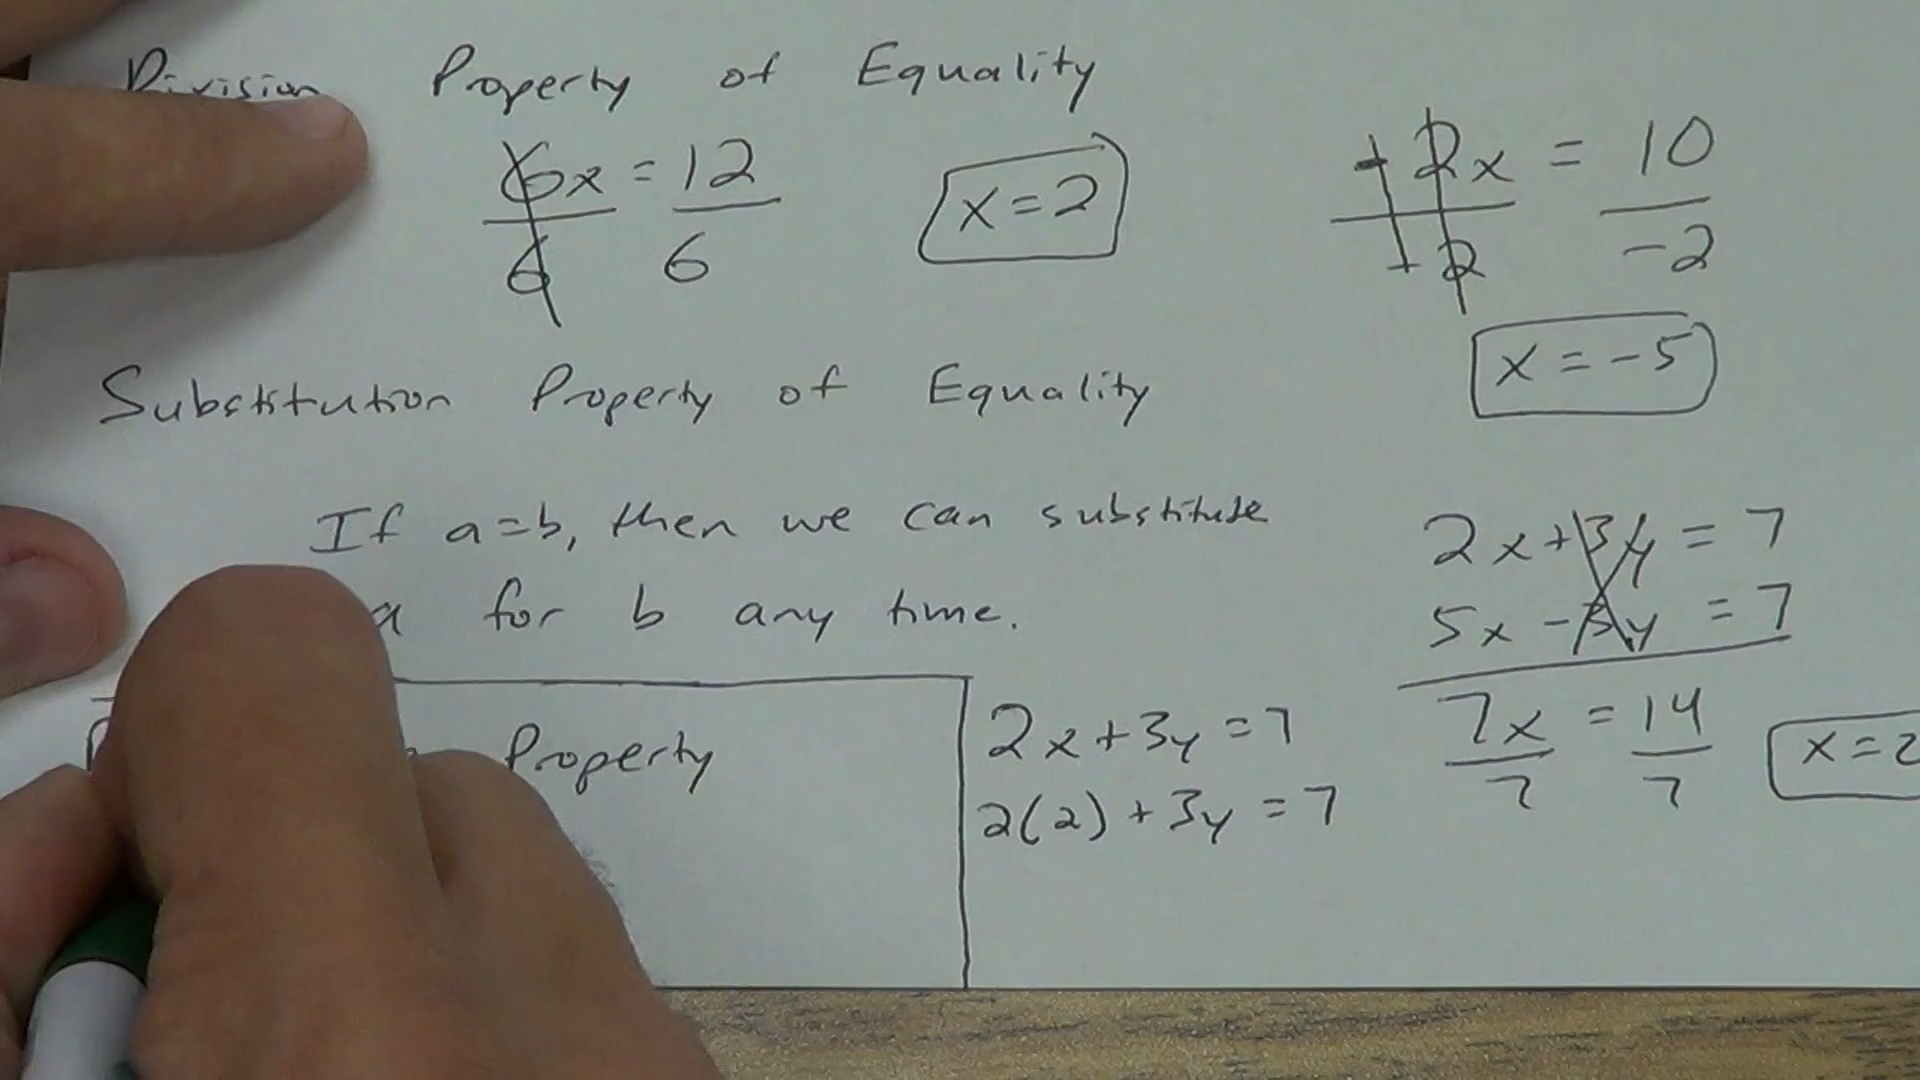 Division Property of Equality
6x = 12
6 6
x = 2
-2x = 10
-2 -2
x = -5
Substitution Property of Equality
If a=b, then we can substitute
a for b any time.
2x + 3y = 7
5x - 3y = 7
7x = 14
7 7
x = 2
Property
2x + 3y = 7
2(2) + 3y = 7